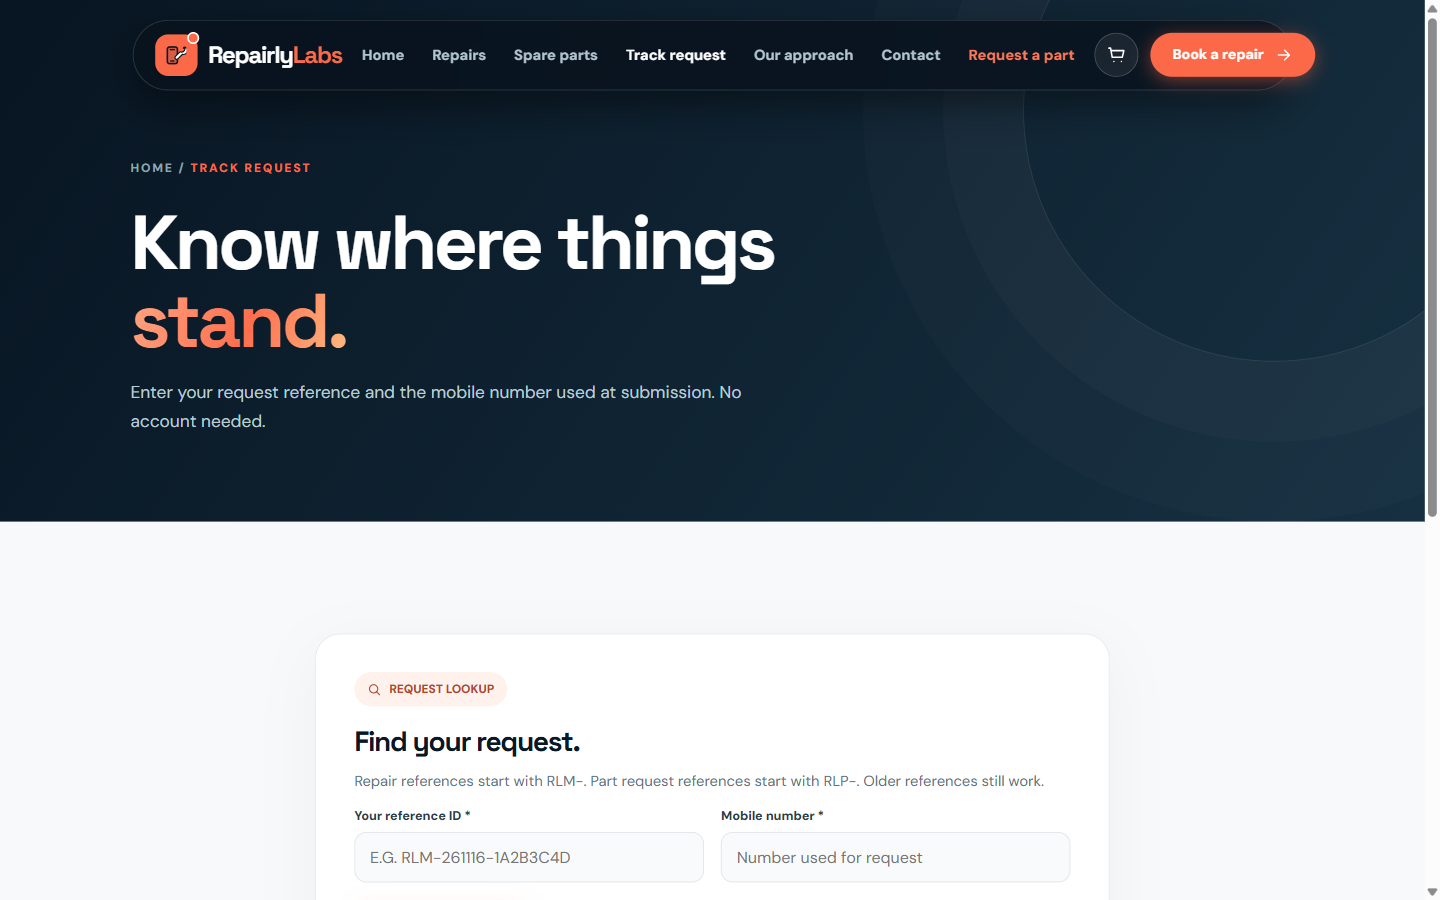 RepairlyLabs Home Repairs Spare parts Track request Our approach Contact Request a part Book a repair
HOME / TRACK REQUEST
Know where things
stand.
Enter your request reference and the mobile number used at submission. No
account needed.
REQUEST LOOKUP
Find your request.
Repair references start with RLM-. Part request references start with RLP-. Older references still work.
Your reference ID * Mobile number *
E.G. RLM-261116-1A2B3C4D Number used for request